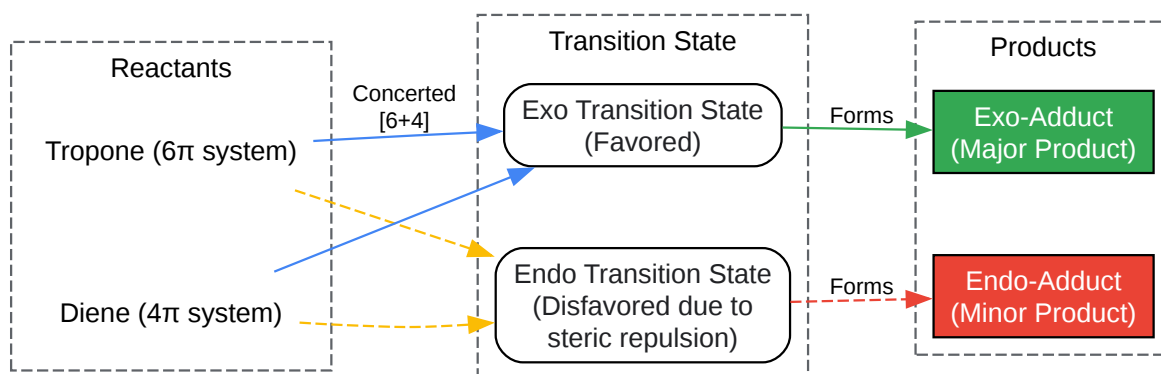 Reactants
Tropone (6π system)
Diene (4π system)
Concerted
[6+4]
Transition State
Exo Transition State
(Favored)
Endo Transition State
(Disfavored due to
steric repulsion)
Forms
Forms
Products
Exo-Adduct
(Major Product)
Endo-Adduct
(Minor Product)